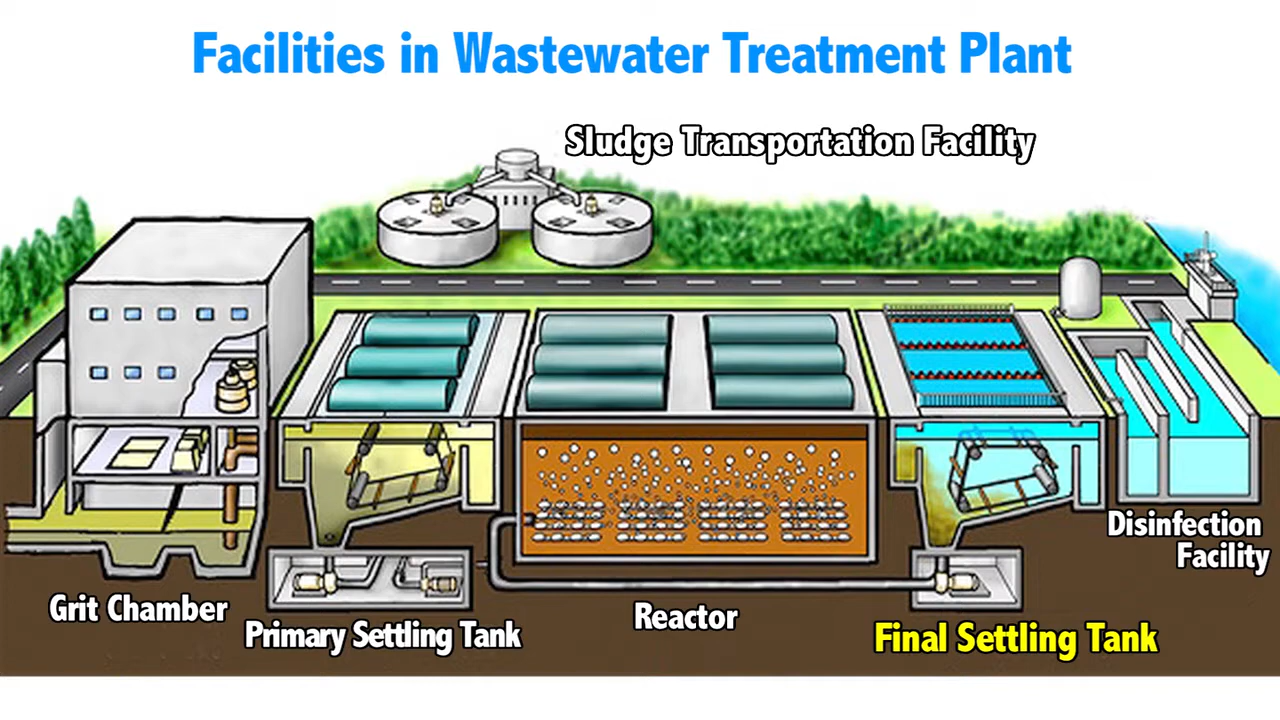 Facilities in Wastewater Treatment Plant
Sludge Transportation Facility
Grit Chamber
Primary Settling Tank
Reactor
Final Settling Tank
Disinfection
Facility